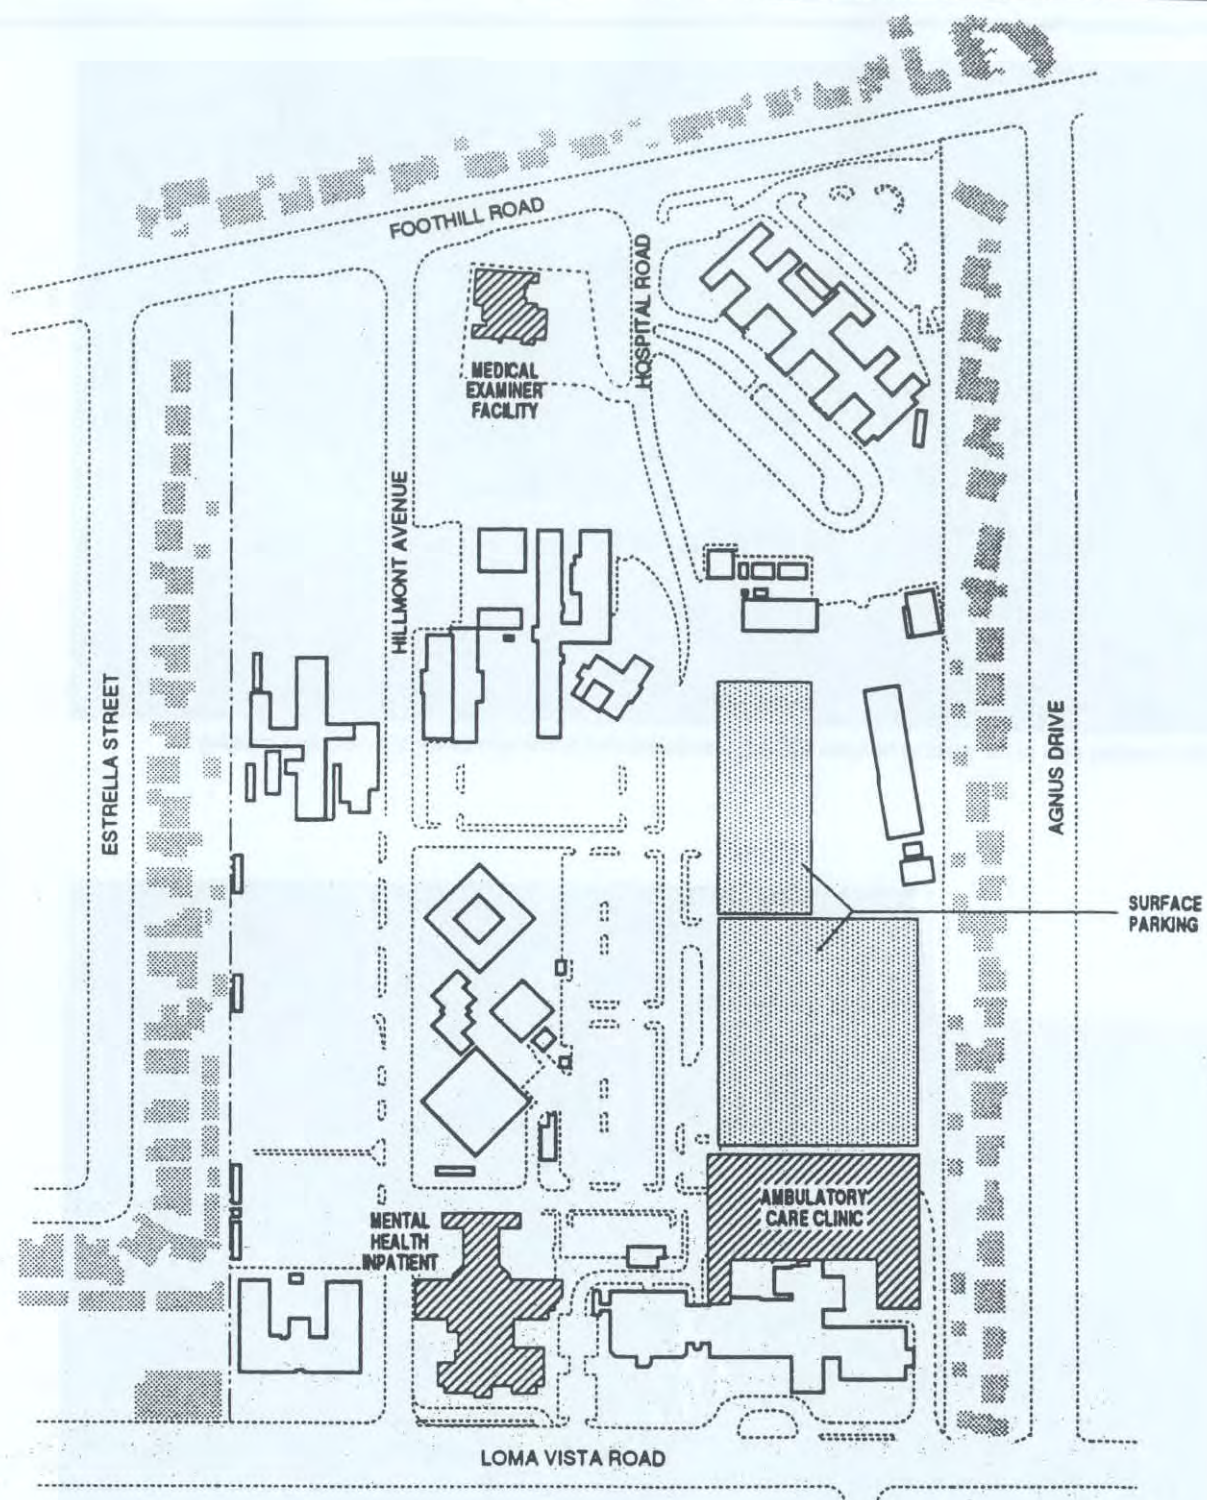 FOOTHILL ROAD
HOSPITAL ROAD
MEDICAL
EXAMINER
FACILITY
HILLMONT AVENUE
ESTRELLA STREET
AGNUS DRIVE
SURFACE
PARKING
AMBULATORY
CARE CLINIC
MENTAL
HEALTH
INPATIENT
LOMA VISTA ROAD